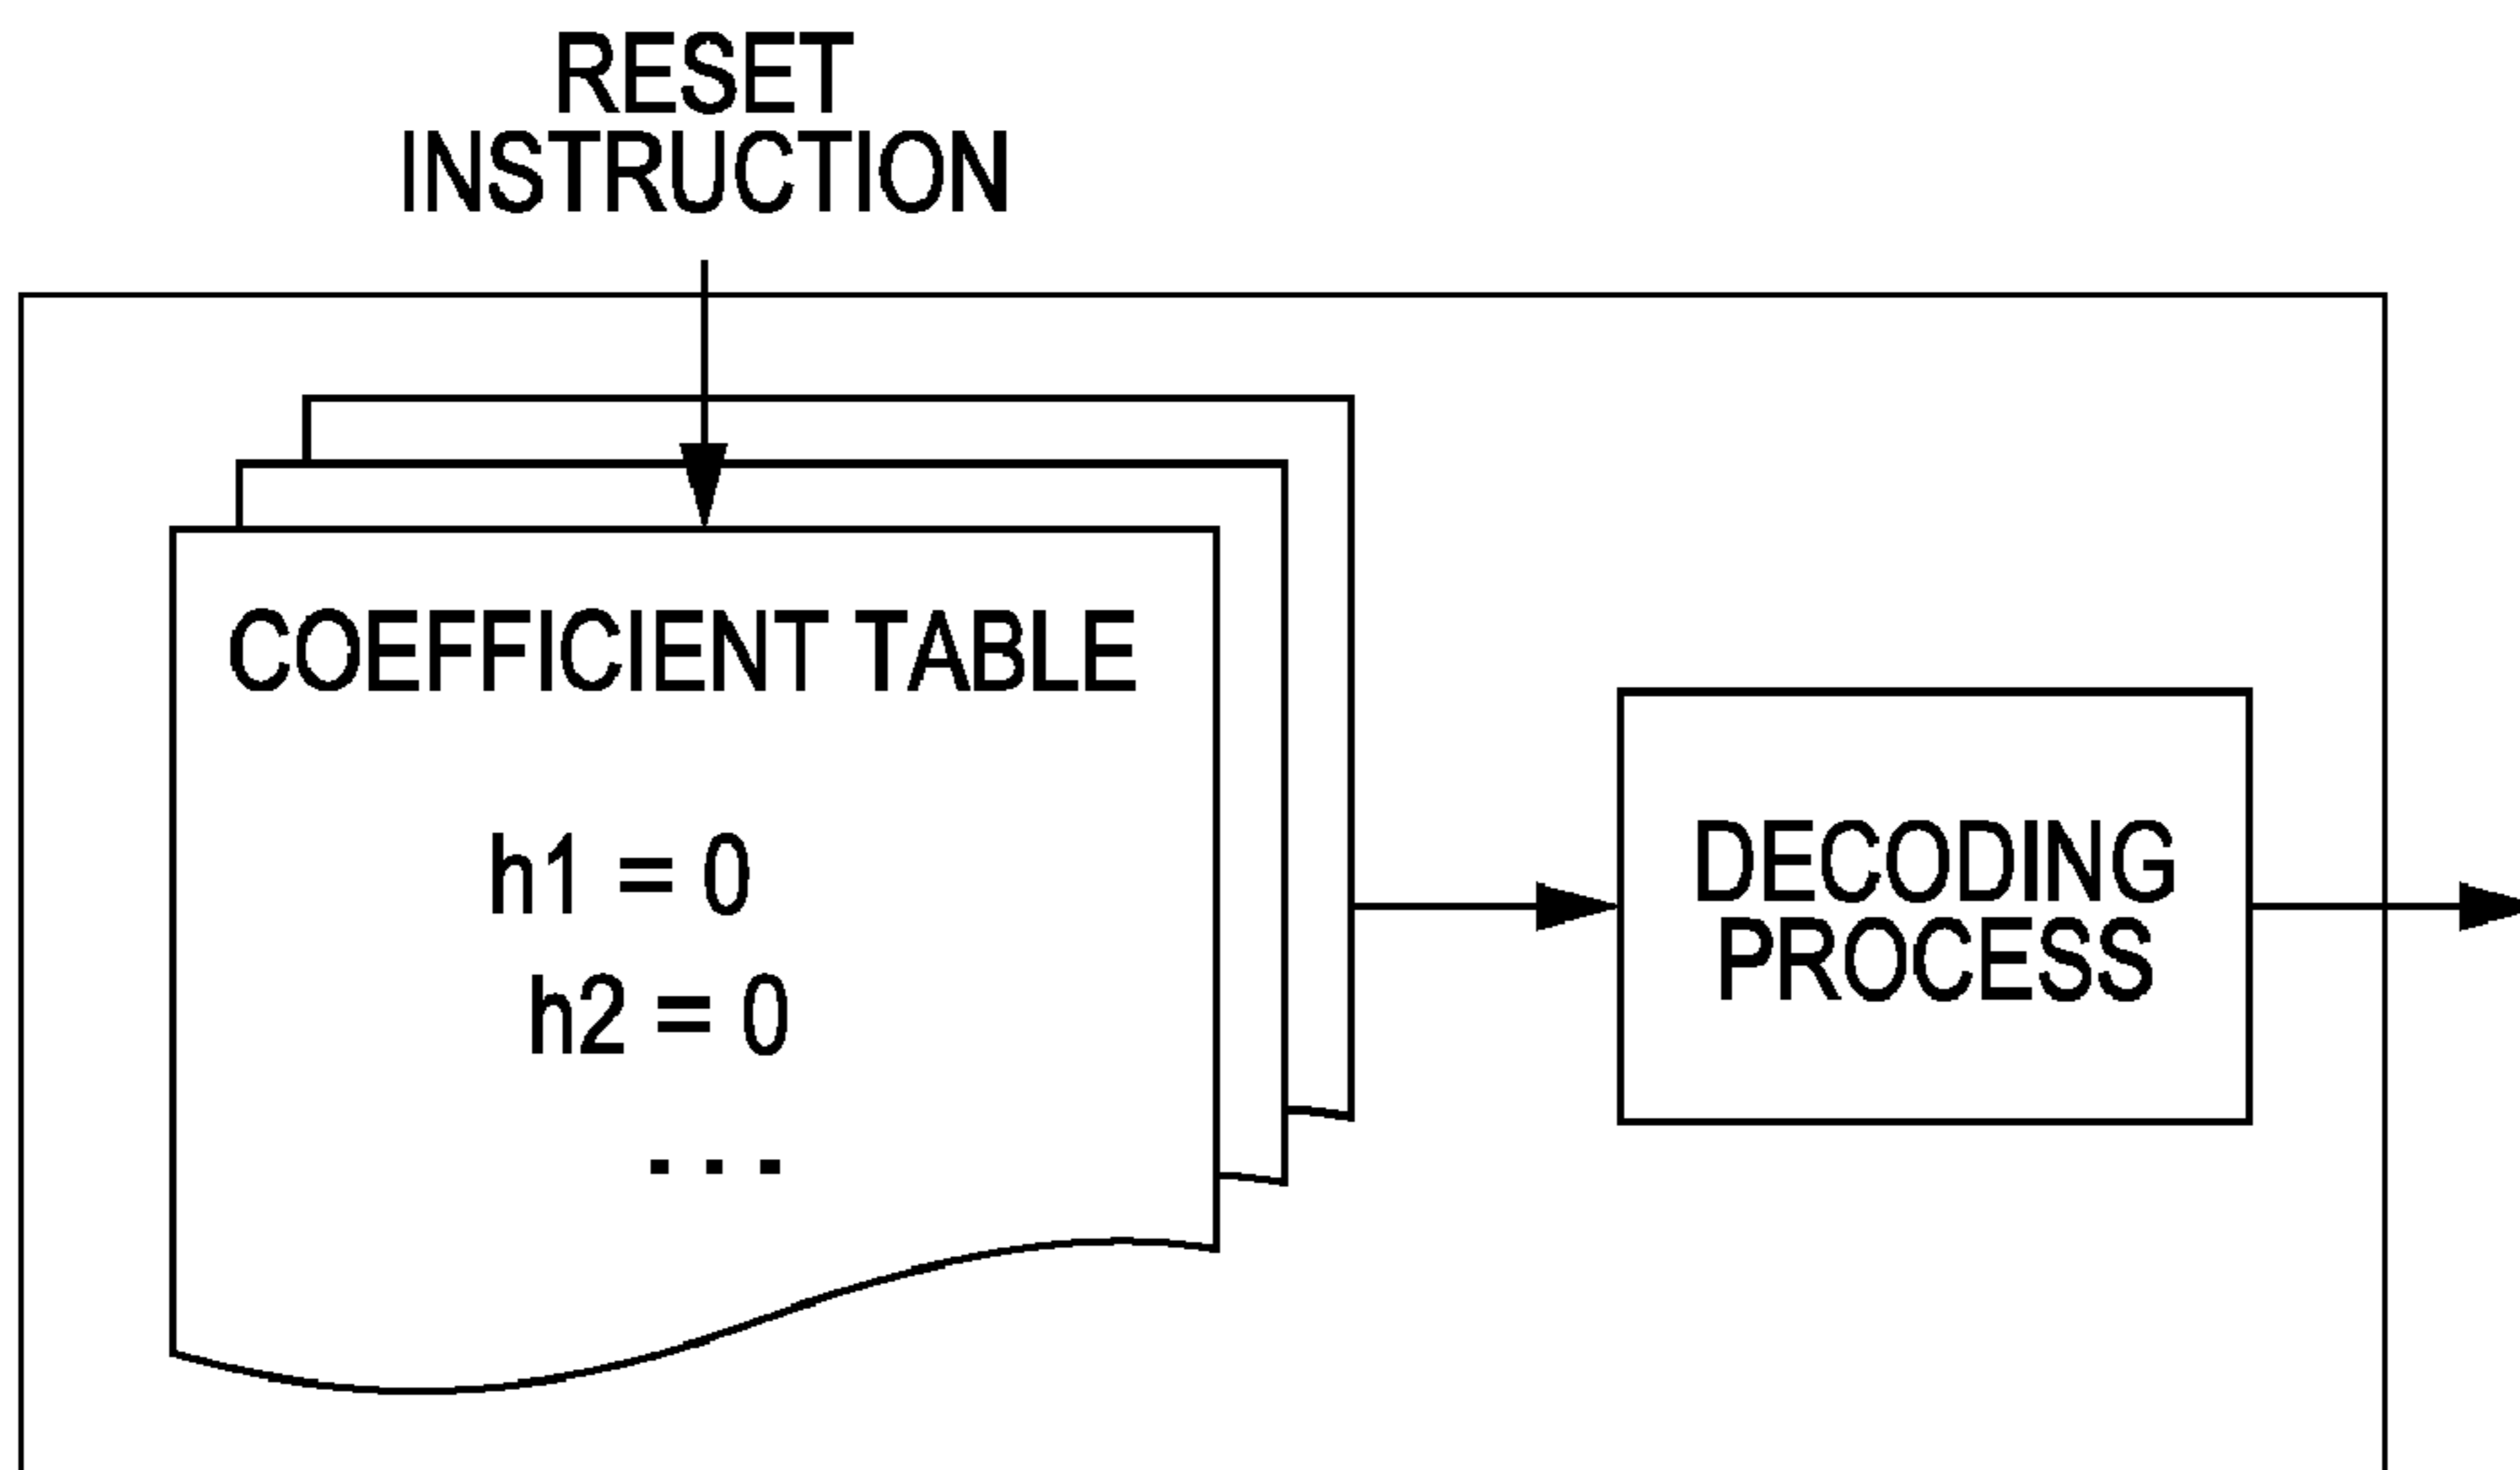 RESET
INSTRUCTION
COEFFICIENT TABLE
h1 = 0
h2 = 0
...
DECODING
PROCESS